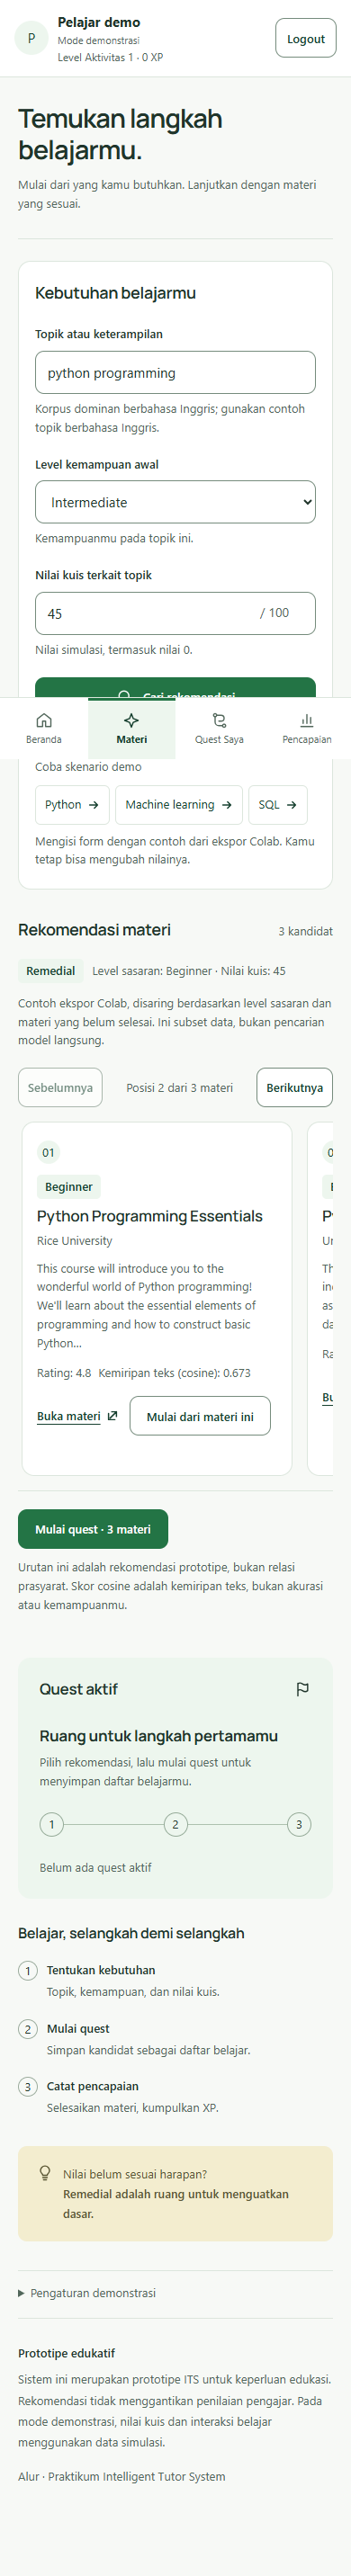 P
Pelajar demo
Mode demonstrasi
Level Aktivitas 1 · 0 XP
Logout
Temukan langkah
belajarmu.
Mulai dari yang kamu butuhkan. Lanjutkan dengan materi
yang sesuai.
Kebutuhan belajarmu
Topik atau keterampilan
python programming
Korpus dominan berbahasa Inggris; gunakan contoh
topik berbahasa Inggris.
Level kemampuan awal
Intermediate
Kemampuanmu pada topik ini.
Nilai kuis terkait topik
45 / 100
Nilai simulasi, termasuk nilai 0.
Cari rekomendasi
Beranda
Materi
Quest Saya
Pencapaian
Coba skenario demo
Python →
Machine learning →
SQL →
Mengisi form dengan contoh dari ekspor Colab. Kamu
tetap bisa mengubah nilainya.
Rekomendasi materi
3 kandidat
Remedial
Level sasaran: Beginner · Nilai kuis: 45
Contoh ekspor Colab, disaring berdasarkan level sasaran dan
materi yang belum selesai. Ini subset data, bukan pencarian
model langsung.
Sebelumnya
Posisi 2 dari 3 materi
Berikutnya
01
Beginner
Python Programming Essentials
Rice University
This course will introduce you to the
wonderful world of Python programming!
We'll learn about the essential elements of
programming and how to construct basic
Python...
Rating: 4.8 Kemiripan teks (cosine): 0.673
Buka materi
Mulai dari materi ini
Mulai quest · 3 materi
Urutan ini adalah rekomendasi prototipe, bukan relasi
prasyarat. Skor cosine adalah kemiripan teks, bukan akurasi
atau kemampuanmu.
Quest aktif
Ruang untuk langkah pertamamu
Pilih rekomendasi, lalu mulai quest untuk
menyimpan daftar belajarmu.
1 2 3
Belum ada quest aktif
Belajar, selangkah demi selangkah
1 Tentukan kebutuhan
Topik, kemampuan, dan nilai kuis.
2 Mulai quest
Simpan kandidat sebagai daftar belajar.
3 Catat pencapaian
Selesaikan materi, kumpulkan XP.
Nilai belum sesuai harapan?
Remedial adalah ruang untuk menguatkan
dasar.
Pengaturan demonstrasi
Prototipe edukatif
Sistem ini merupakan prototipe ITS untuk keperluan edukasi.
Rekomendasi tidak menggantikan penilaian pengajar. Pada
mode demonstrasi, nilai kuis dan interaksi belajar
menggunakan data simulasi.
Alur · Praktikum Intelligent Tutor System